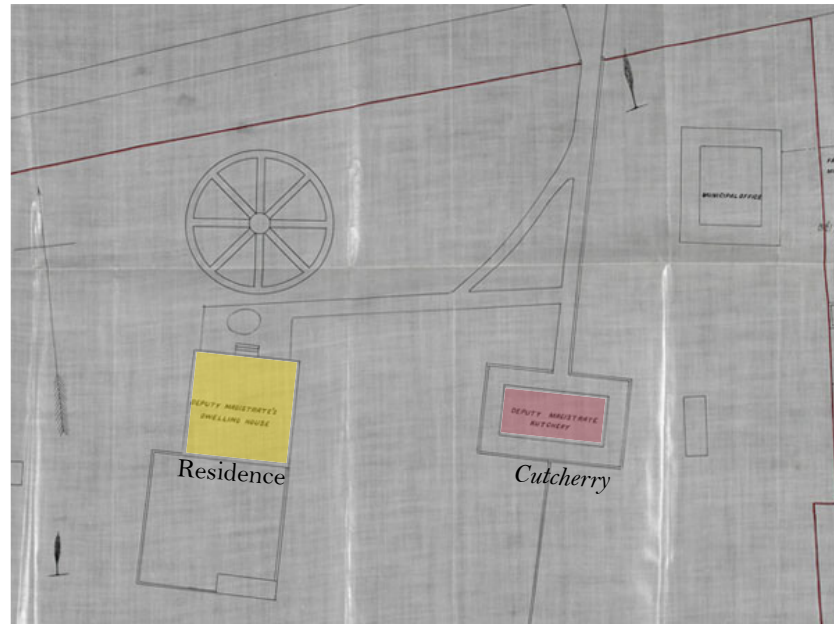 MUNICIPAL OFFICE
DEPUTY MAGISTRATE'S
DWELLING HOUSE
Residence
DEPUTY MAGISTRATE
KUTCHERY
Cutcherry